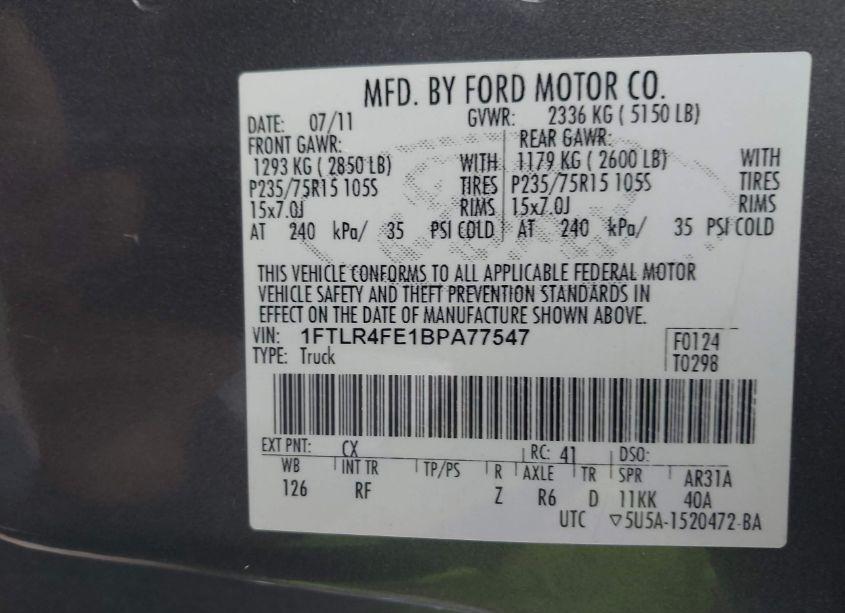 MFD. BY FORD MOTOR CO.
DATE: 07/11 GVWR: 2336 KG ( 5150 LB)
FRONT GAWR: REAR GAWR:
1293 KG ( 2850 LB) WITH 1179 KG ( 2600 LB) WITH
P235/75R15 105S TIRES P235/75R15 105S TIRES
15x7.0J RIMS 15x7.0J RIMS
AT 240 kPa/ 35 PSI COLD AT 240 kPa/ 35 PSI COLD
THIS VEHICLE CONFORMS TO ALL APPLICABLE FEDERAL MOTOR
VEHICLE SAFETY AND THEFT PREVENTION STANDARDS IN
EFFECT ON THE DATE OF MANUFACTURE SHOWN ABOVE.
VIN: 1FTLR4FE1BPA77547 F0124
TYPE: Truck T0298
EXT PNT: CX RC: 41 DSO:
WB INT TR TP/PS R AXLE TR SPR AR31A
126 RF Z R6 D 11KK 40A
UTC ▽5U5A-1520472-BA